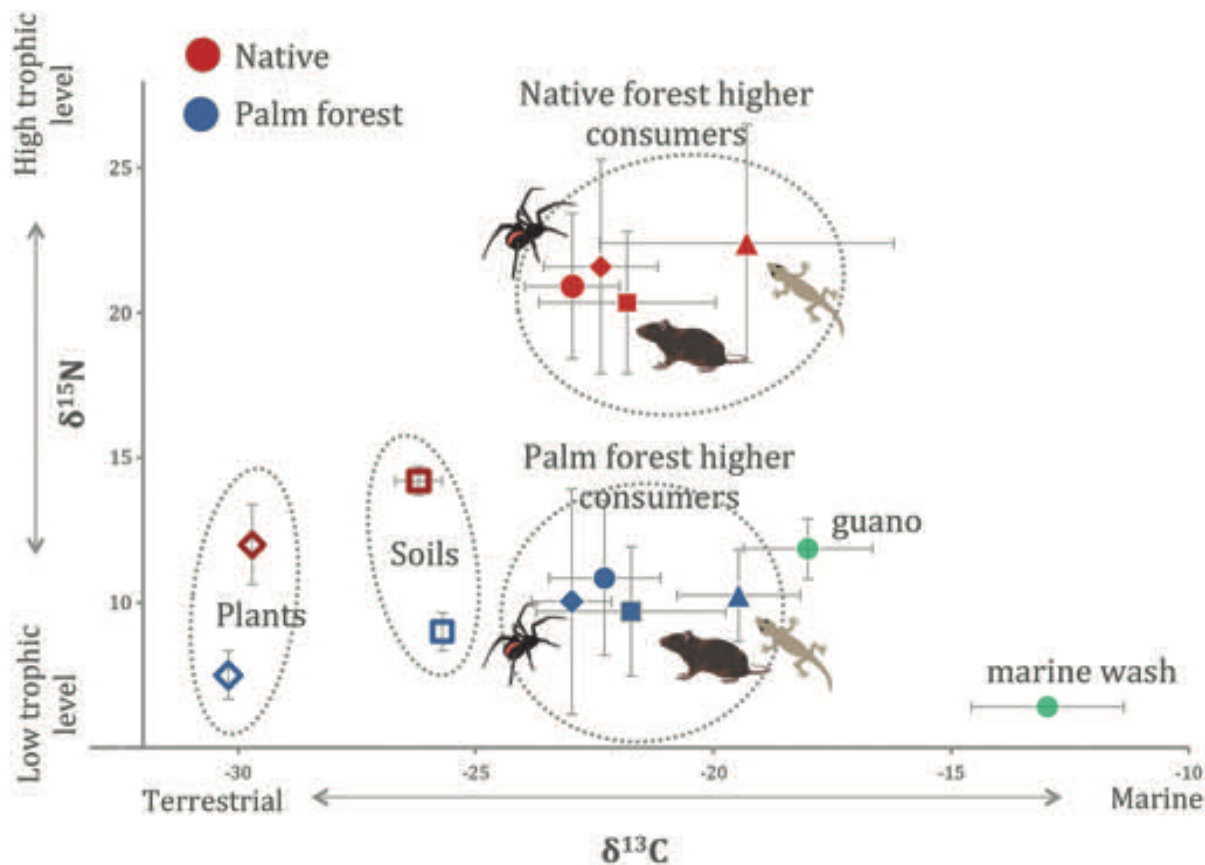 Native
Palm forest
High trophic
level
Native forest higher
consumers
25
20
δ¹⁵N
15
10
Palm forest higher
consumers
guano
Soils
Plants
marine wash
Low trophic
level
-30
-25
-20
-15
-10
Terrestrial
Marine
δ¹³C